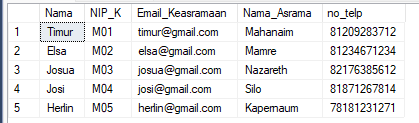 Nama NIP_K Email_Keasramaan Nama_Asrama no_telp
1 Timur M01 timur@gmail.com Mahanaim 81209283712
2 Elsa M02 elsa@gmail.com Mamre 81234671234
3 Josua M03 josua@gmail.com Nazareth 82176385612
4 Josi M04 josi@gmail.com Silo 81871267814
5 Herlin M05 herlin@gmail.com Kapernaum 78181231271